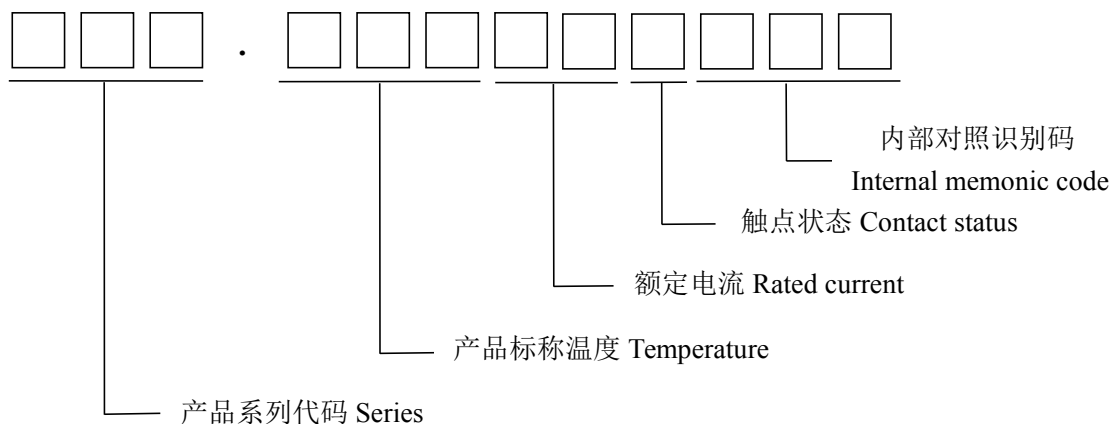 □□□.□□□□□□□□□
内部对照识别码
Internal memonic code
触点状态 Contact status
额定电流 Rated current
产品标称温度 Temperature
产品系列代码 Series